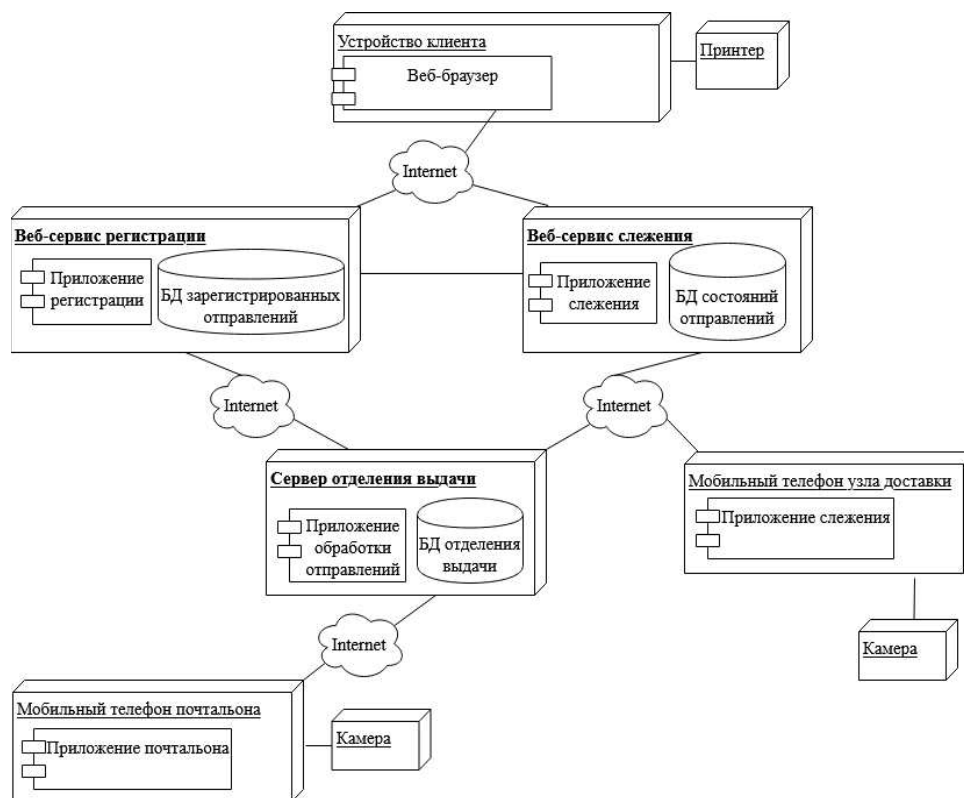 Устройство клиента
Принтер
Веб-браузер
Internet
Веб-сервис регистрации
Веб-сервис слежения
Приложение
регистрации
БД зарегистрированных
отправлений
Приложение
слежения
БД состояний
отправлений
Internet
Internet
Сервер отделения выдачи
Приложение
обработки
отправлений
БД отделения
выдачи
Мобильный телефон узла доставки
Приложение слежения
Internet
Камера
Мобильный телефон почтальона
Приложение почтальона
Камера